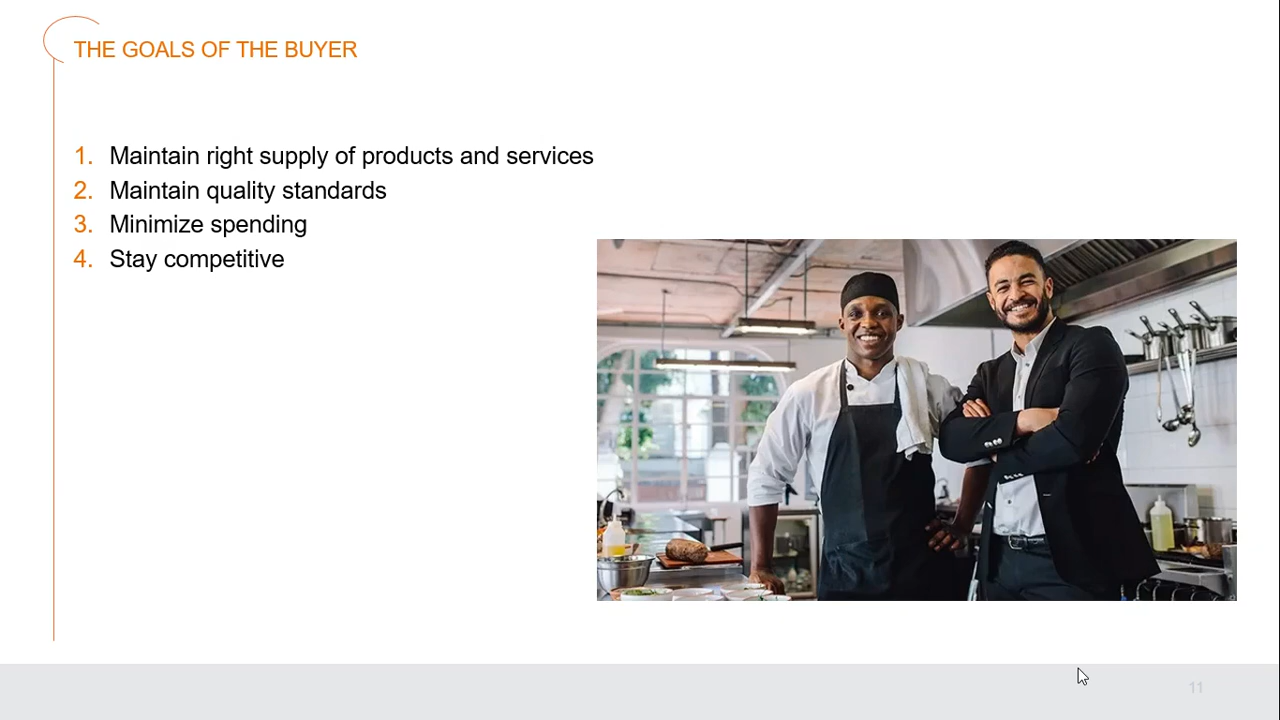 THE GOALS OF THE BUYER
1. Maintain right supply of products and services
2. Maintain quality standards
3. Minimize spending
4. Stay competitive
11